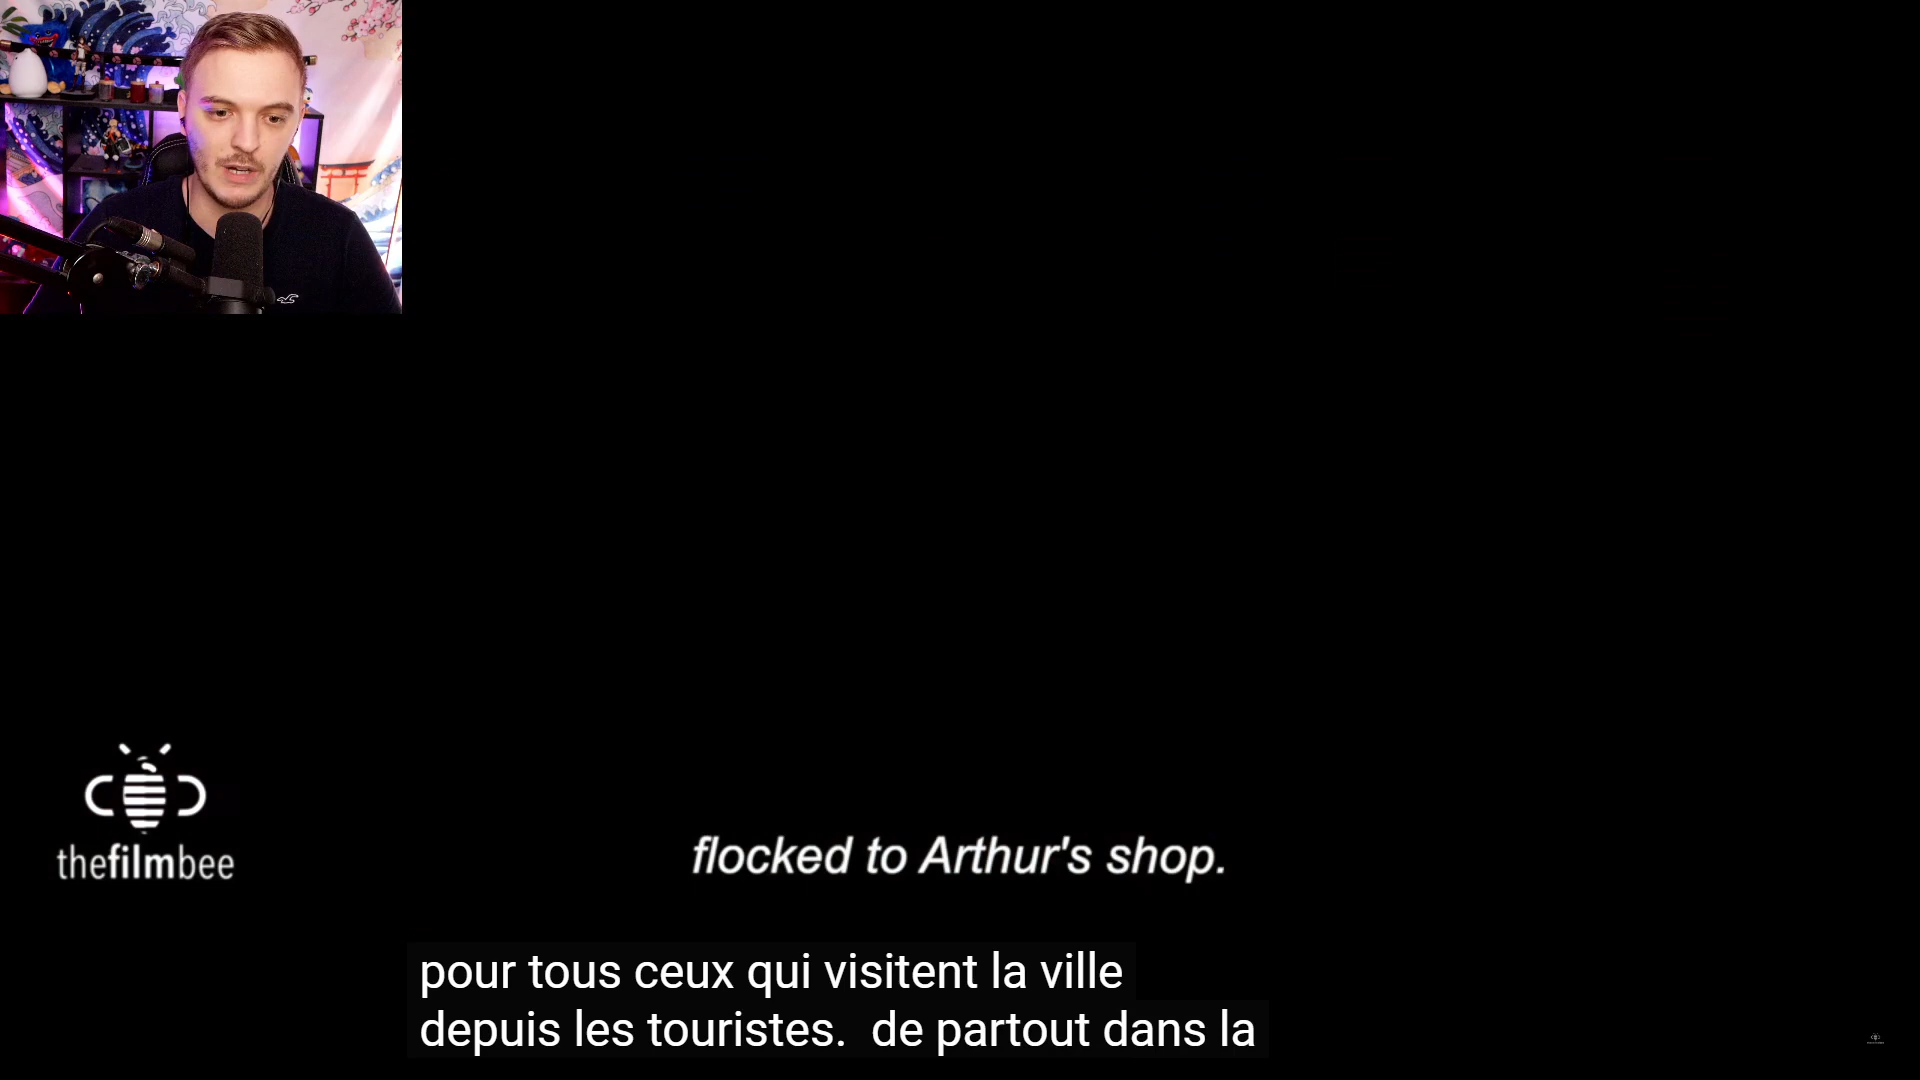 thefilmbee
flocked to Arthur's shop.
pour tous ceux qui visitent la ville
depuis les touristes.  de partout dans la